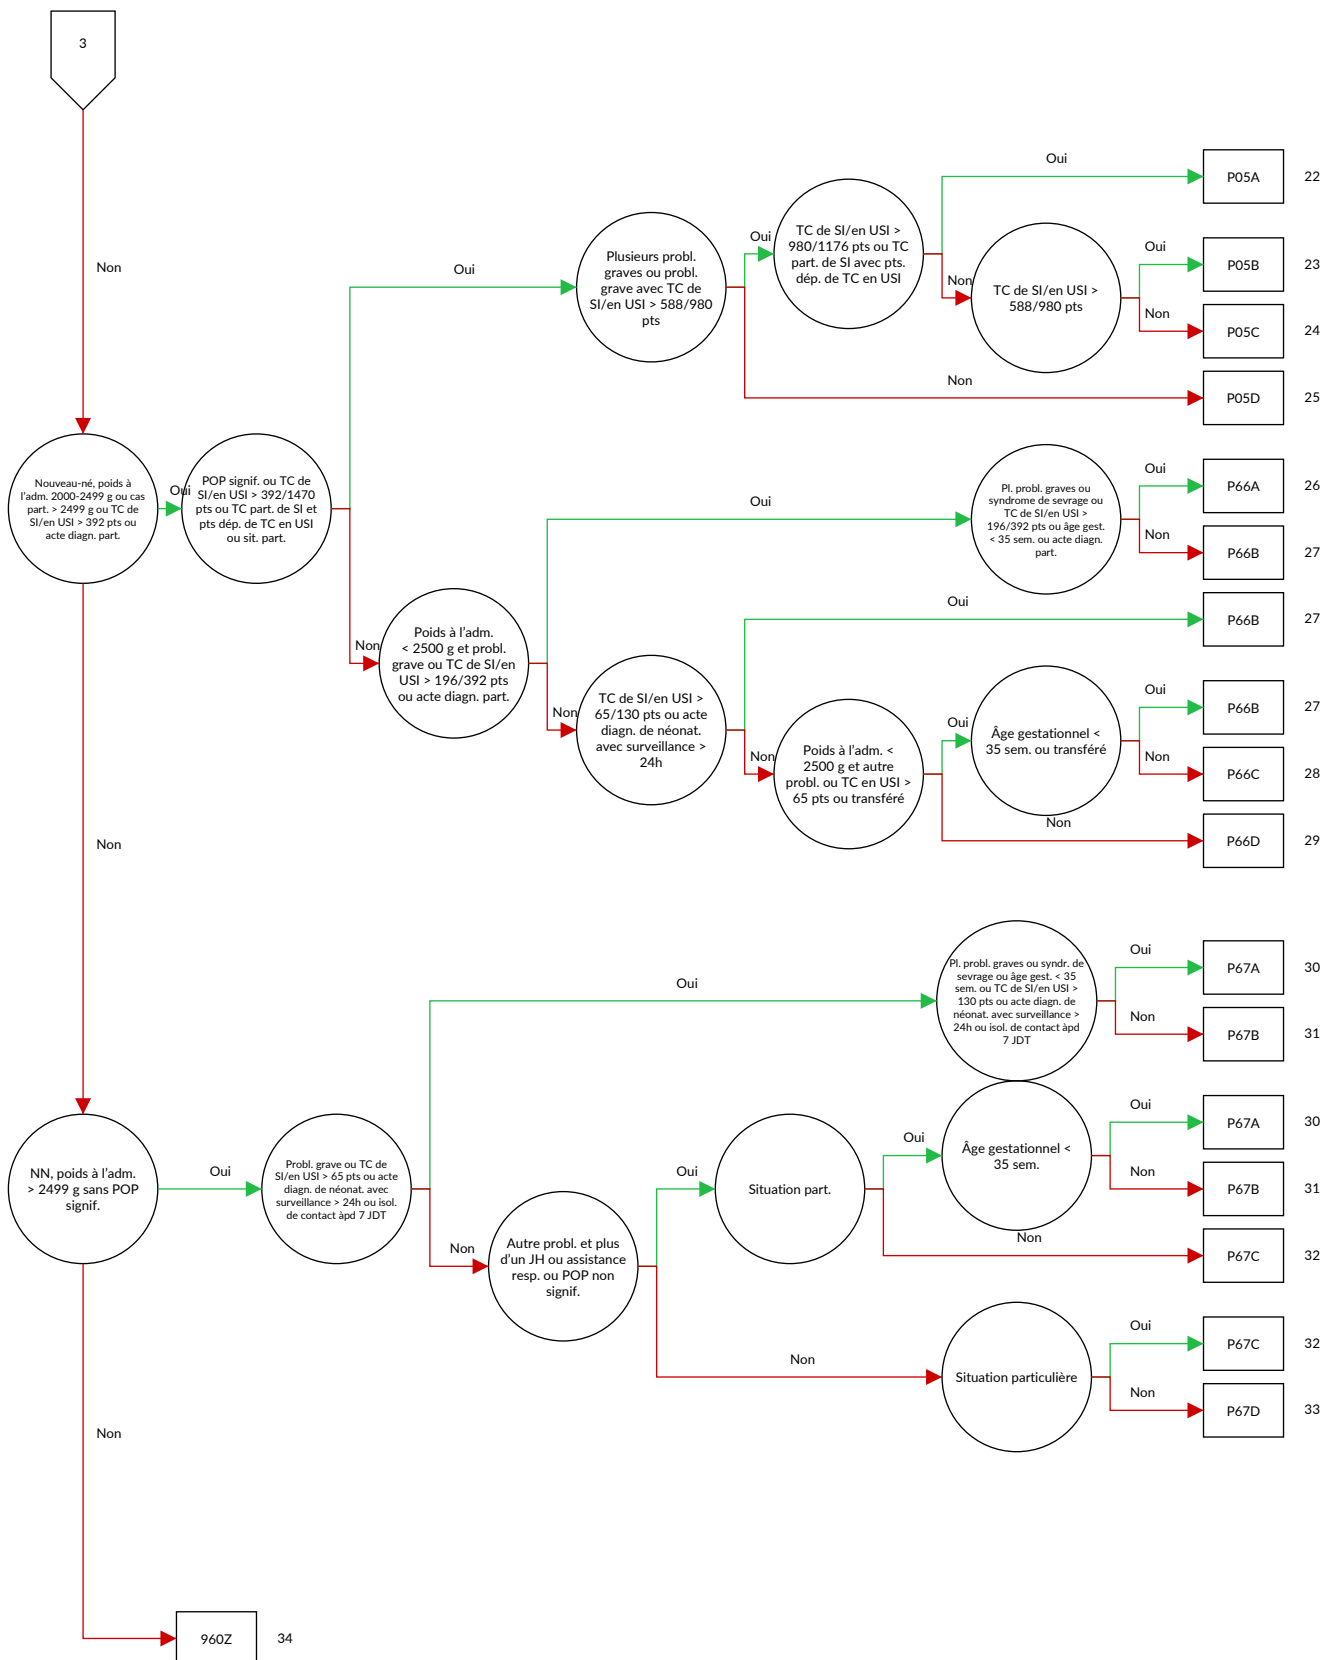 3
Non
Oui
P05A
22
Plusieurs probl.
graves ou probl.
grave avec TC de
SI/en USI > 588/980
pts
Oui
TC de SI/en USI >
980/1176 pts ou TC
part. de SI avec pts.
dép. de TC en USI
Non
TC de SI/en USI >
588/980 pts
Oui
P05B
23
Non
P05C
24
Oui
Non
P05D
25
Nouveau-né, poids à
l'adm. 2000-2499 g ou cas
part. > 2499 g ou TC de
SI/en USI > 392 pts ou
acte diagn. part.
Oui
POP signif. ou TC de
SI/en USI > 392/1470
pts ou TC part. de SI et
pts dép. de TC en USI
ou sit. part.
Oui
Pl. probl. graves ou
syndrome de sevrage ou
TC de SI/en USI >
196/392 pts ou âge gest.
< 35 sem. ou acte diagn.
part.
Oui
P66A
26
Non
P66B
27
Non
Poids à l'adm.
< 2500 g et probl.
grave ou TC de SI/en
USI > 196/392 pts
ou acte diagn. part.
Oui
P66B
27
Non
TC de SI/en USI >
65/130 pts ou acte
diagn. de néonat.
avec surveillance >
24h
Non
Poids à l'adm. <
2500 g et autre
probl. ou TC en USI >
65 pts ou transféré
Oui
Âge gestationnel <
35 sem. ou transféré
Oui
P66B
27
Non
P66C
28
Non
P66D
29
Non
Oui
Pl. probl. graves ou syndr. de
sevrage ou âge gest. < 35
sem. ou TC de SI/en USI >
130 pts ou acte diagn. de
néonat. avec surveillance >
24h ou isol. de contact àpd
7 JDT
Oui
P67A
30
Non
P67B
31
NN, poids à l'adm.
> 2499 g sans POP
signif.
Oui
Probl. grave ou TC de
SI/en USI > 65 pts ou acte
diagn. de néonat. avec
surveillance > 24h ou isol.
de contact àpd 7 JDT
Non
Autre probl. et plus
d'un JH ou assistance
resp. ou POP non
signif.
Oui
Situation part.
Oui
Âge gestationnel <
35 sem.
Oui
P67A
30
Non
P67B
31
Non
P67C
32
Non
Situation particulière
Oui
P67C
32
Non
P67D
33
Non
960Z
34